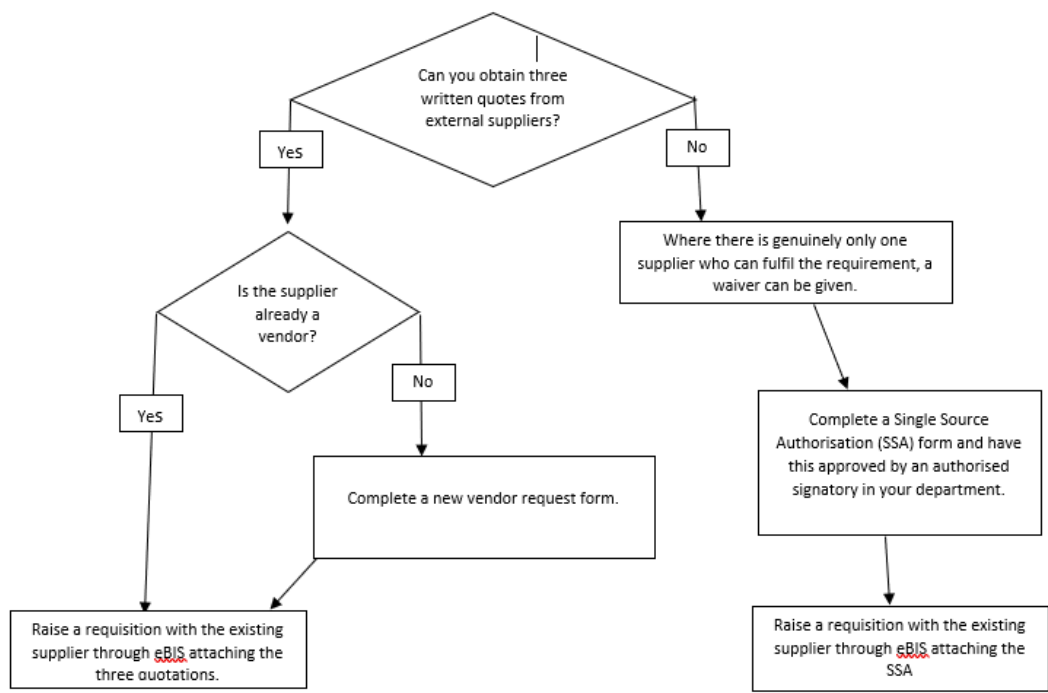 Can you obtain three
written quotes from
external suppliers?
Yes
No
Where there is genuinely only one
supplier who can fulfil the requirement, a
waiver can be given.
Is the supplier
already a
vendor?
No
Yes
Complete a Single Source
Authorisation (SSA) form and have
this approved by an authorised
signatory in your department.
Complete a new vendor request form.
Raise a requisition with the existing
supplier through eBIS attaching the
three quotations.
Raise a requisition with the existing
supplier through eBIS attaching the
SSA